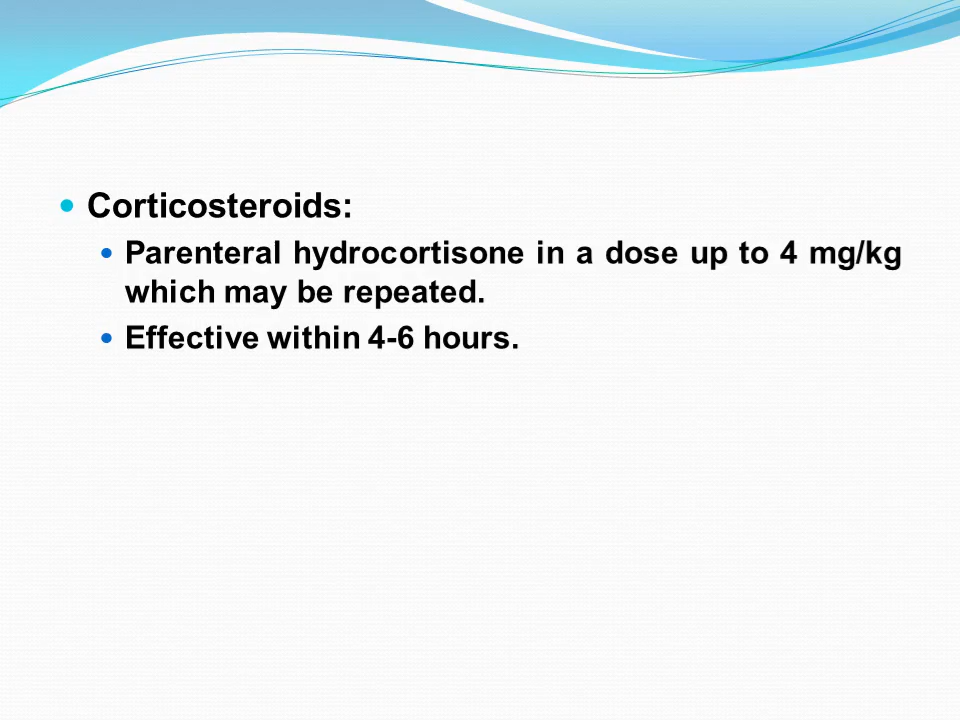 Corticosteroids:
Parenteral hydrocortisone in a dose up to 4 mg/kg
which may be repeated.
Effective within 4-6 hours.